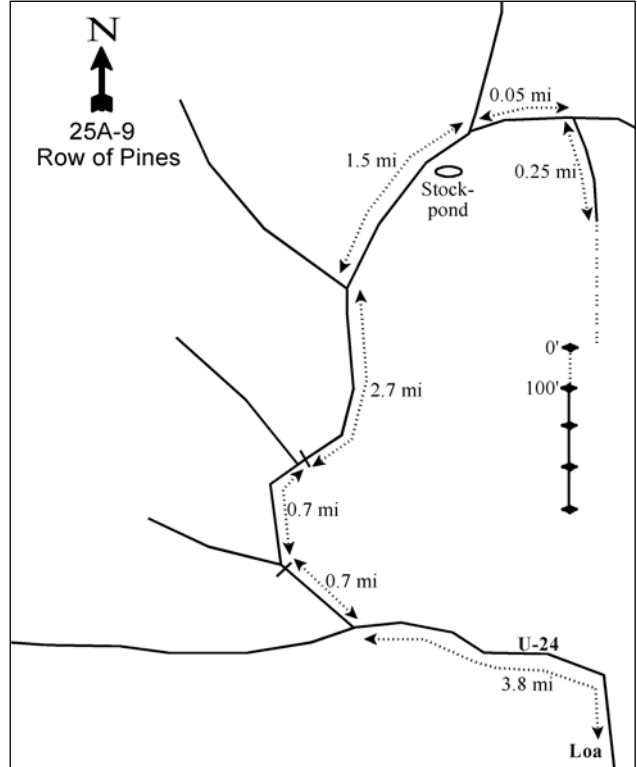 N
25A-9
Row of Pines
0.05 mi
1.5 mi
0.25 mi
Stock-
pond
0'
100'
2.7 mi
0.7 mi
0.7 mi
U-24
3.8 mi
Loa